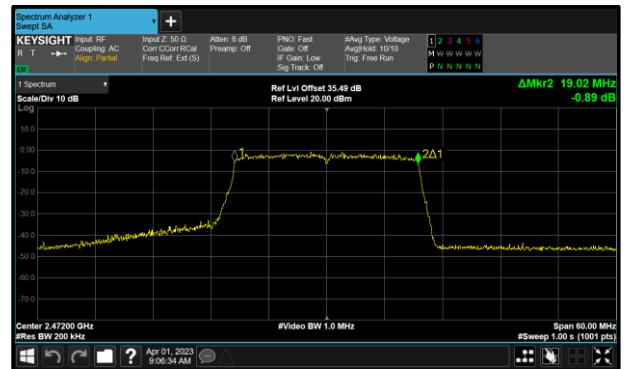 Spectrum Analyzer 1
Swept SA
KEYSIGHT Input: RF Input Z: 50 Ω Atten: 6 dB PNO: Fast #Avg Type: Voltage 1 2 3 4 5 6
R T Coupling: AC Corr CCorr RCal Preamp: Off Gate: Off Avg|Hold: 10/10 M W W W W W
Align: Partial Freq Ref: Ext (S) IF Gain: Low Trig: Free Run
LXI Sig Track: Off P N N N N N
1 Spectrum Ref Lvl Offset 35.49 dB ΔMkr2 19.02 MHz
Scale/Div 10 dB Ref Level 20.00 dBm -0.89 dB
Log
10.0
0.00
1
2Δ1
-10.0
-20.0
-30.0
-40.0
-50.0
-60.0
-70.0
Center 2.47200 GHz #Video BW 1.0 MHz Span 60.00 MHz
#Res BW 200 kHz #Sweep 1.00 s (1001 pts)
? Apr 01, 2023
9:06:34 AM